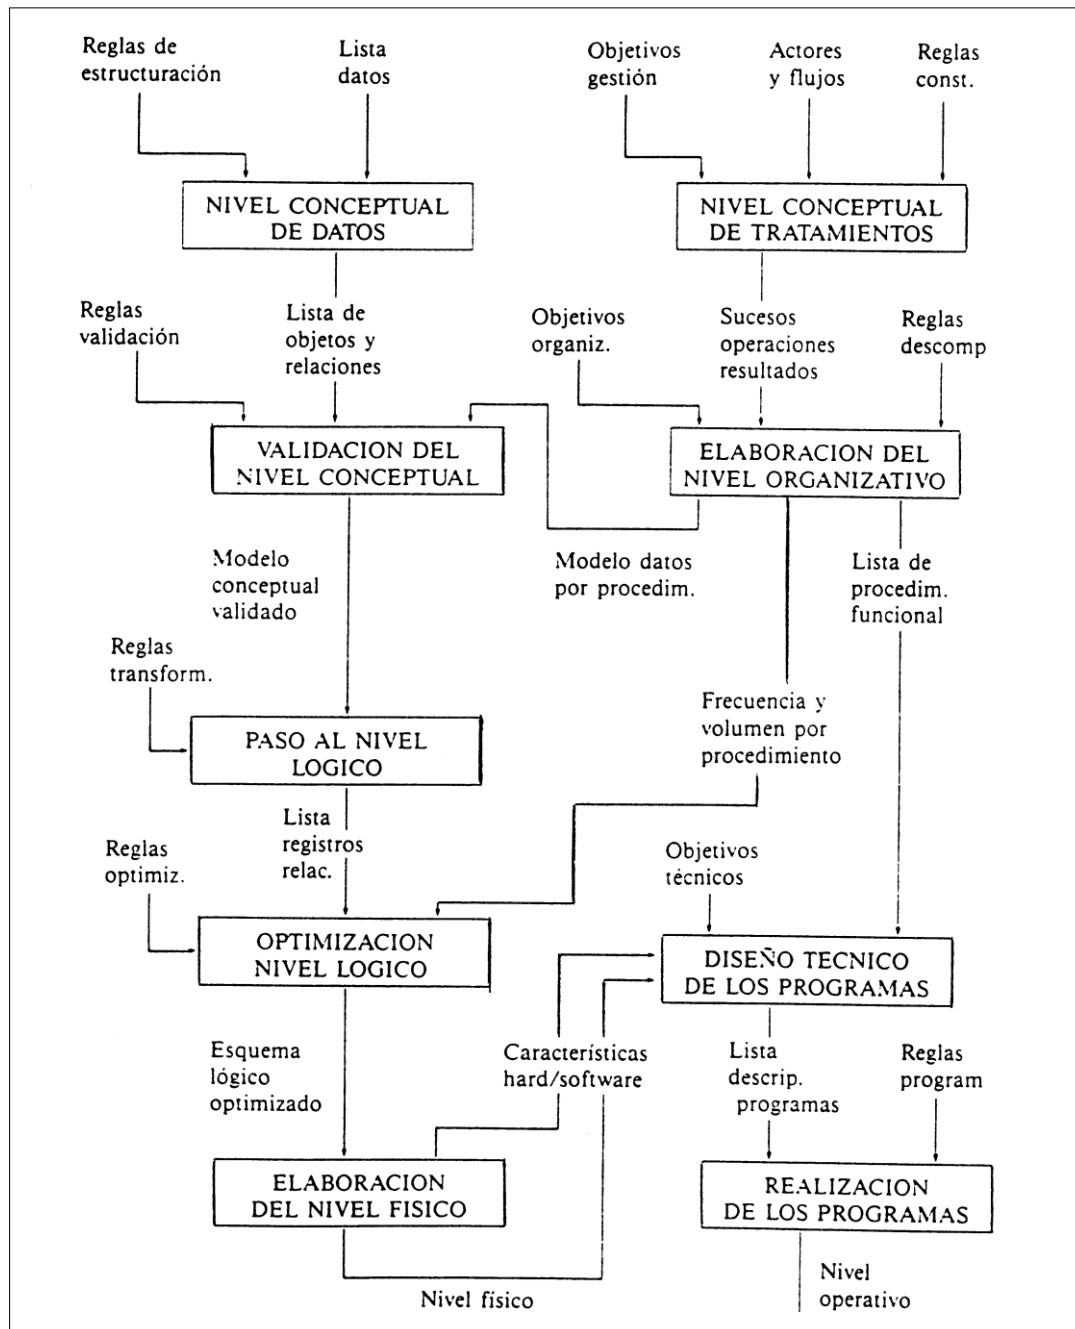 Reglas de
estructuración
Lista
datos
Objetivos
gestión
Actores
y flujos
Reglas
const.
NIVEL CONCEPTUAL
DE DATOS
NIVEL CONCEPTUAL
DE TRATAMIENTOS
Reglas
validación
Lista de
objetos y
relaciones
Objetivos
organiz.
Sucesos
operaciones
resultados
Reglas
descomp
VALIDACION DEL
NIVEL CONCEPTUAL
ELABORACION DEL
NIVEL ORGANIZATIVO
Modelo
conceptual
validado
Modelo datos
por procedim.
Lista de
procedim.
funcional
Reglas
transform.
Frecuencia y
volumen por
procedimiento
PASO AL NIVEL
LOGICO
Lista
registros
relac.
Reglas
optimiz.
Objetivos
técnicos
OPTIMIZACION
NIVEL LOGICO
DISEÑO TECNICO
DE LOS PROGRAMAS
Esquema
lógico
optimizado
Características
hard/software
Lista
descrip.
programas
Reglas
program
ELABORACION
DEL NIVEL FISICO
REALIZACION
DE LOS PROGRAMAS
Nivel físico
Nivel
operativo